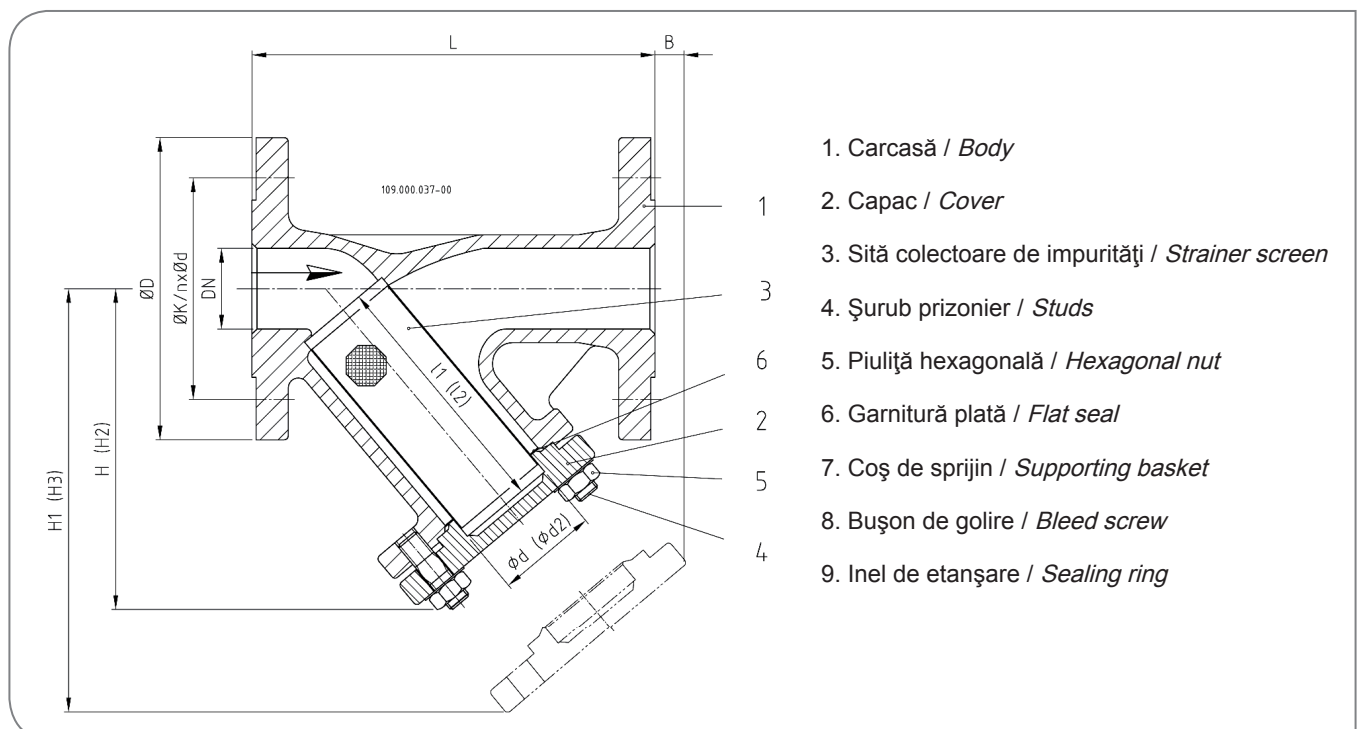 L
B
109.000.037-00
ØD
ØK/nxØd
DN
H1 (H3)
H (H2)
l1 (l2)
Φd (Φd2)
1
3
6
2
5
4
1. Carcasă / Body
2. Capac / Cover
3. Sită colectoare de impurităţi / Strainer screen
4. Şurub prizonier / Studs
5. Piuliţă hexagonală / Hexagonal nut
6. Garnitură plată / Flat seal
7. Coş de sprijin / Supporting basket
8. Buşon de golire / Bleed screw
9. Inel de etanşare / Sealing ring